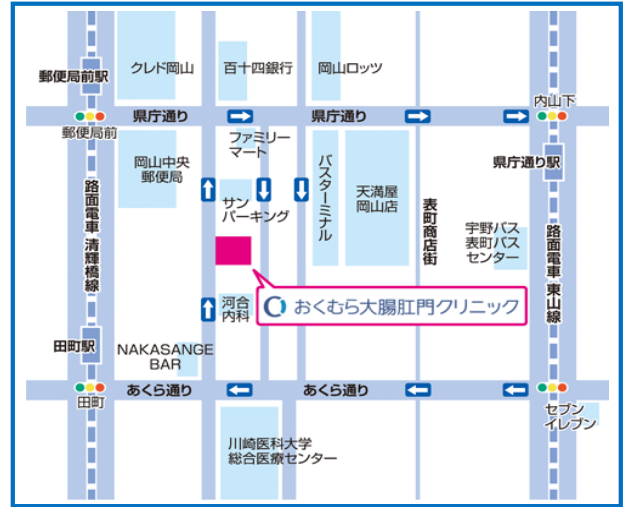 クレド岡山
百十四銀行
岡山ロッツ
郵便局前駅
内山下
県庁通り
県庁通り
郵便局前
ファミリー
マート
県庁通り駅
岡山中央
郵便局
バスターミナル
天満屋
岡山店
路面電車 清輝橋線
サン
パーキング
表町商店街
宇野バス
表町バス
センター
路面電車 東山線
河合
内科
おくむら大腸肛門クリニック
田町駅
NAKASANGE
BAR
あくら通り
あくら通り
田町
セブン
イレブン
川崎医科大学
総合医療センター